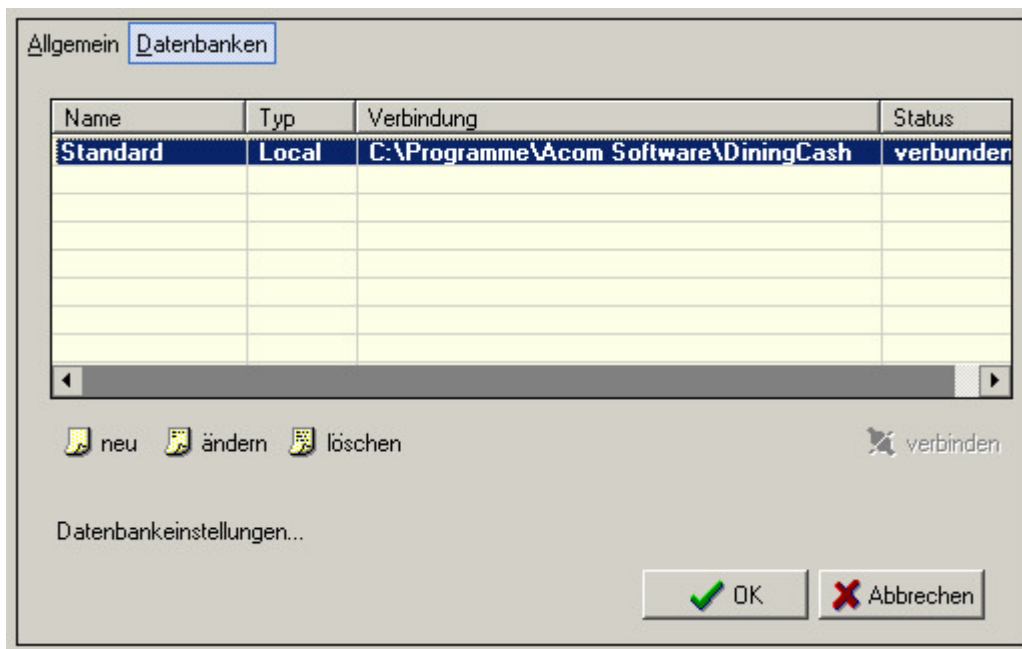 Allgemein Datenbanken
Name Typ Verbindung Status
Standard Local C:\Programme\Acom Software\DiningCash verbunden
neu ändern löschen verbinden
Datenbankeinstellungen...
OK Abbrechen